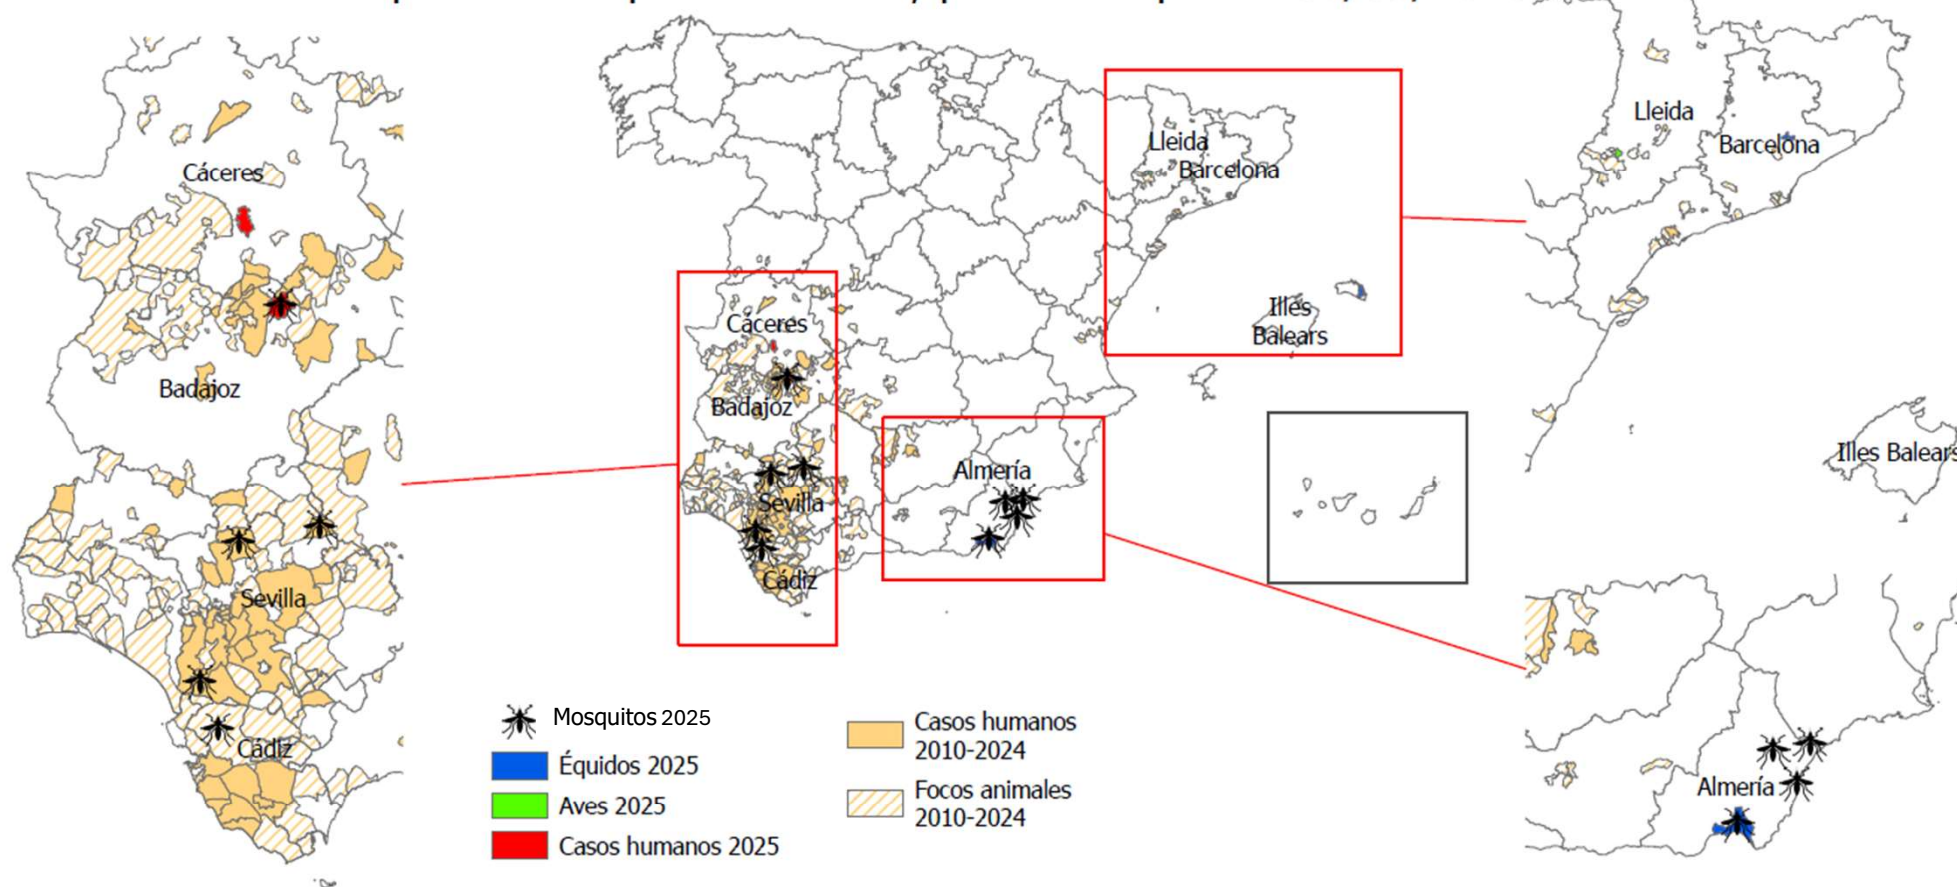 Cáceres
Badajoz
Sevilla
Cádiz
Lleida
Barcelona
Illes
Balears
Cáceres
Badajoz
Sevilla
Cádiz
Almería
Lleida
Barcelona
Illes Balears
Almería
Mosquitos 2025
Équidos 2025
Aves 2025
Casos humanos 2025
Casos humanos
2010-2024
Focos animales
2010-2024